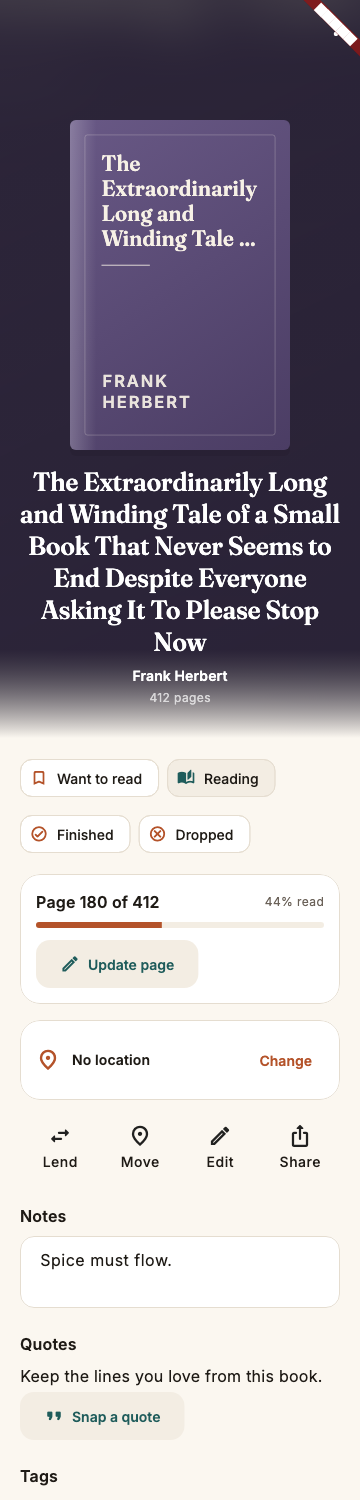 The
Extraordinarily
Long and
Winding Tale ...
FRANK
HERBERT
The Extraordinarily Long
and Winding Tale of a Small
Book That Never Seems to
End Despite Everyone
Asking It To Please Stop
Now
Frank Herbert
412 pages
Want to read
Reading
Finished
Dropped
Page 180 of 412
44% read
Update page
No location
Change
Lend
Move
Edit
Share
Notes
Spice must flow.
Quotes
Keep the lines you love from this book.
Snap a quote
Tags